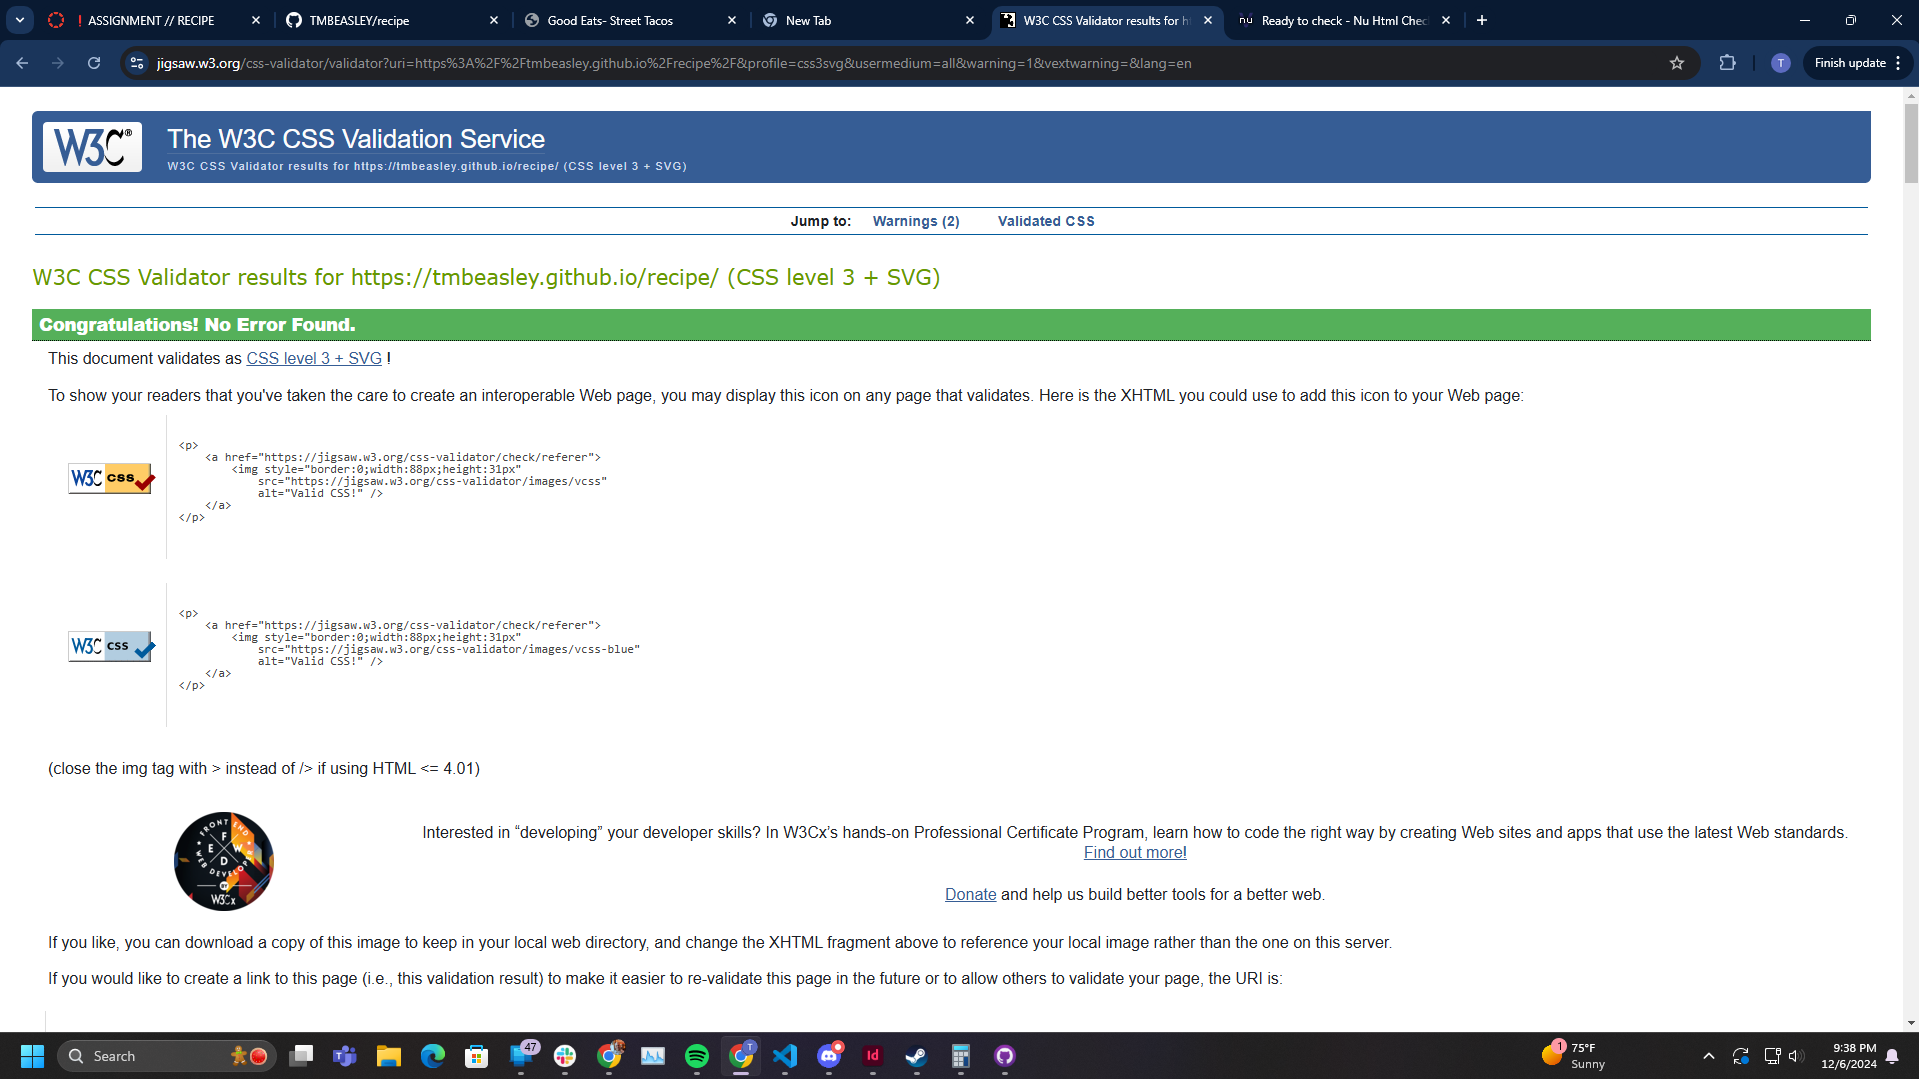 ! ASSIGNMENT // RECIPE
TMBEASLEY/recipe
Good Eats- Street Tacos
New Tab
W3C CSS Validator results for h
Ready to check - Nu Html Chec
jigsaw.w3.org/css-validator/validator?uri=https%3A%2F%2Ftmbeasley.github.io%2Frecipe%2F&profile=css3svg&usermedium=all&warning=1&vextwarning=&lang=en
T
Finish update
W3C®
The W3C CSS Validation Service
W3C CSS Validator results for https://tmbeasley.github.io/recipe/ (CSS level 3 + SVG)
Jump to: Warnings (2) Validated CSS
W3C CSS Validator results for https://tmbeasley.github.io/recipe/ (CSS level 3 + SVG)
Congratulations! No Error Found.
This document validates as CSS level 3 + SVG !
To show your readers that you've taken the care to create an interoperable Web page, you may display this icon on any page that validates. Here is the XHTML you could use to add this icon to your Web page:
W3C css
<p>
<a href="https://jigsaw.w3.org/css-validator/check/referer">
<img style="border:0;width:88px;height:31px"
src="https://jigsaw.w3.org/css-validator/images/vcss"
alt="Valid CSS!" />
</a>
</p>
W3C css
<p>
<a href="https://jigsaw.w3.org/css-validator/check/referer">
<img style="border:0;width:88px;height:31px"
src="https://jigsaw.w3.org/css-validator/images/vcss-blue"
alt="Valid CSS!" />
</a>
</p>
(close the img tag with > instead of /> if using HTML <= 4.01)
FRONT END
F E W D
WEB DEVELOPER
W3Cx
Interested in “developing” your developer skills? In W3Cx’s hands-on Professional Certificate Program, learn how to code the right way by creating Web sites and apps that use the latest Web standards.
Find out more!
Donate and help us build better tools for a better web.
If you like, you can download a copy of this image to keep in your local web directory, and change the XHTML fragment above to reference your local image rather than the one on this server.
If you would like to create a link to this page (i.e., this validation result) to make it easier to re-validate this page in the future or to allow others to validate your page, the URI is:
Search
47
T
Id
1
75°F
Sunny
9:38 PM
12/6/2024